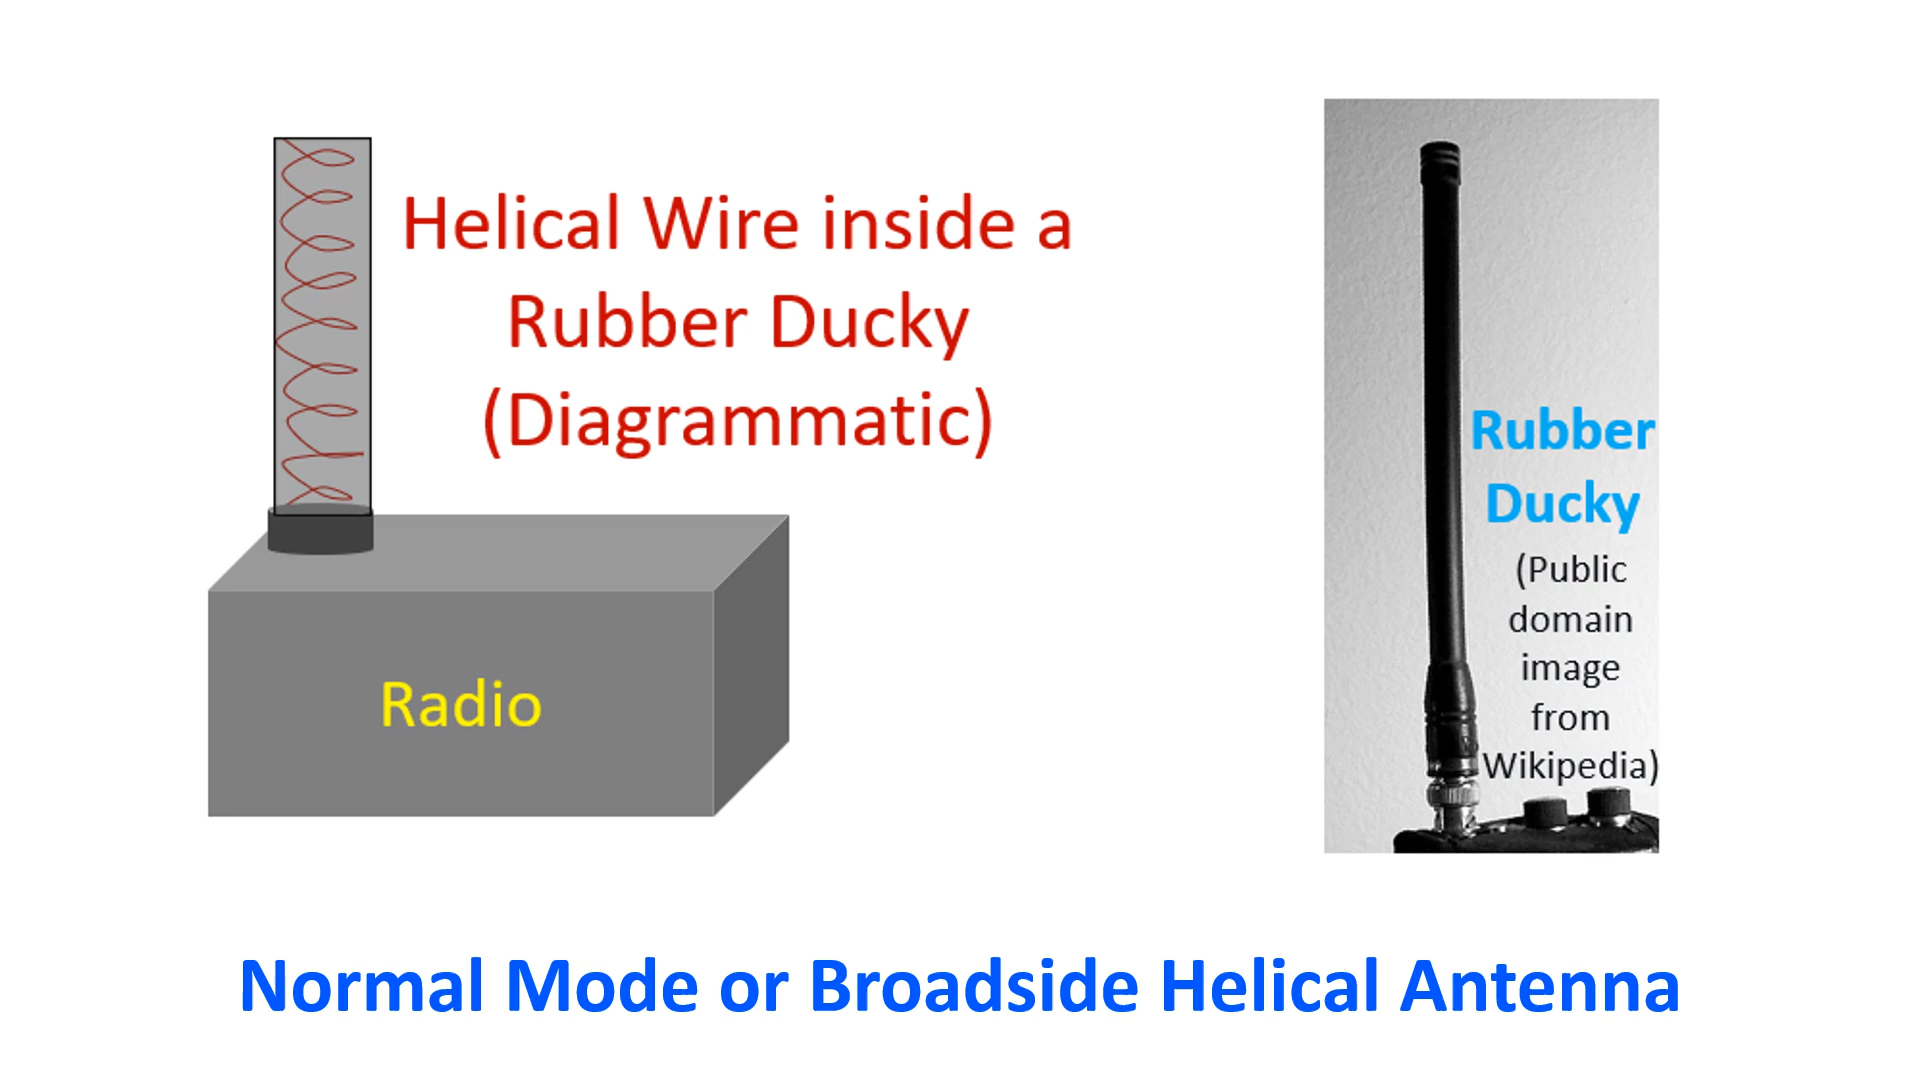 Helical Wire inside a
Rubber Ducky
(Diagrammatic)
Radio
Rubber
Ducky
(Public
domain
image
from
Wikipedia)
Normal Mode or Broadside Helical Antenna